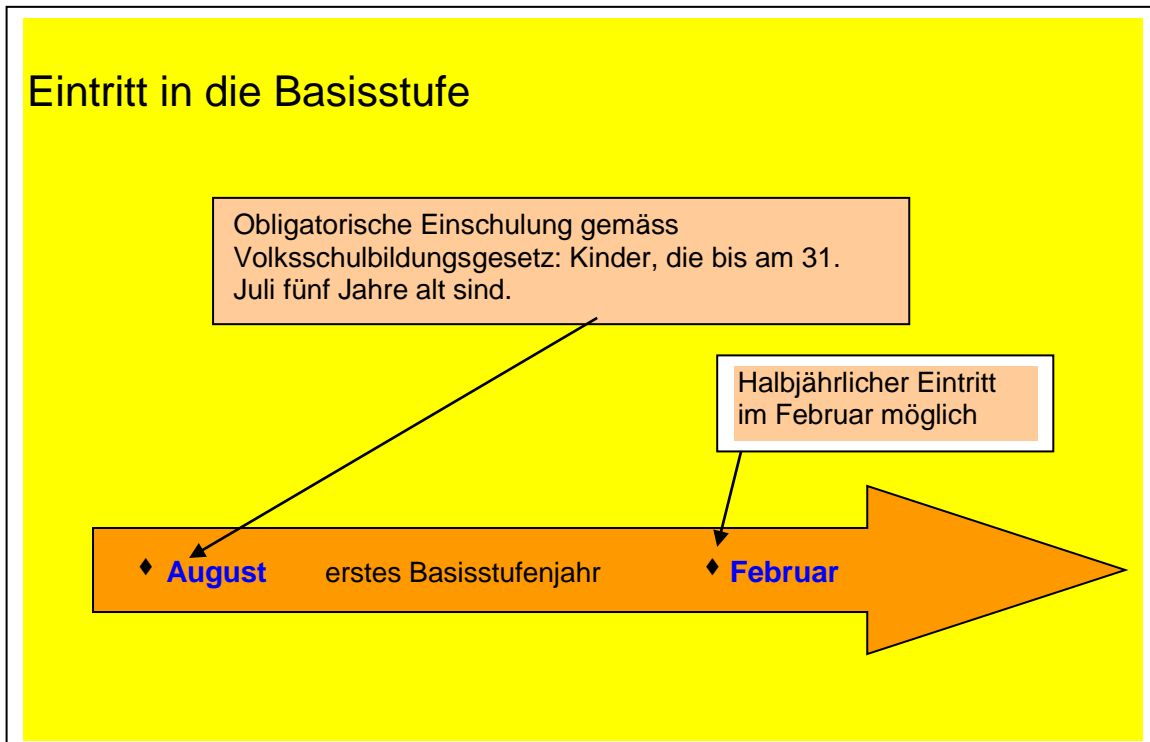 Eintritt in die Basisstufe
Obligatorische Einschulung gemäss
Volksschulbildungsgesetz: Kinder, die bis am 31.
Juli fünf Jahre alt sind.
Halbjährlicher Eintritt
im Februar möglich
♦ August erstes Basisstufenjahr ♦ Februar